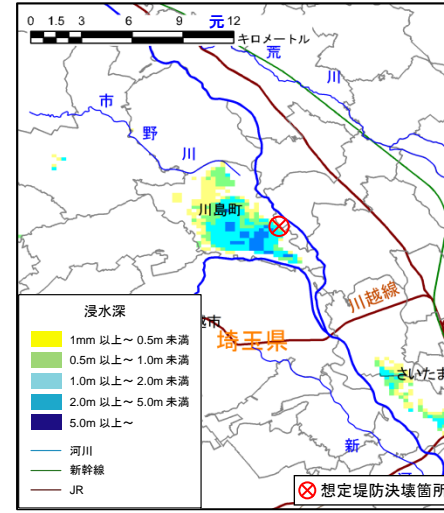 0 1.5 3 6 9 12
キロメートル
元
荒
川
市
野
川
川島町
川越線
越市
埼玉県
さいたま
新
浸水深
1mm 以上～ 0.5m 未満
0.5m 以上～ 1.0m 未満
1.0m 以上～ 2.0m 未満
2.0m 以上～ 5.0m 未満
5.0m 以上～
河川
新幹線
JR
想定堤防決壊箇所